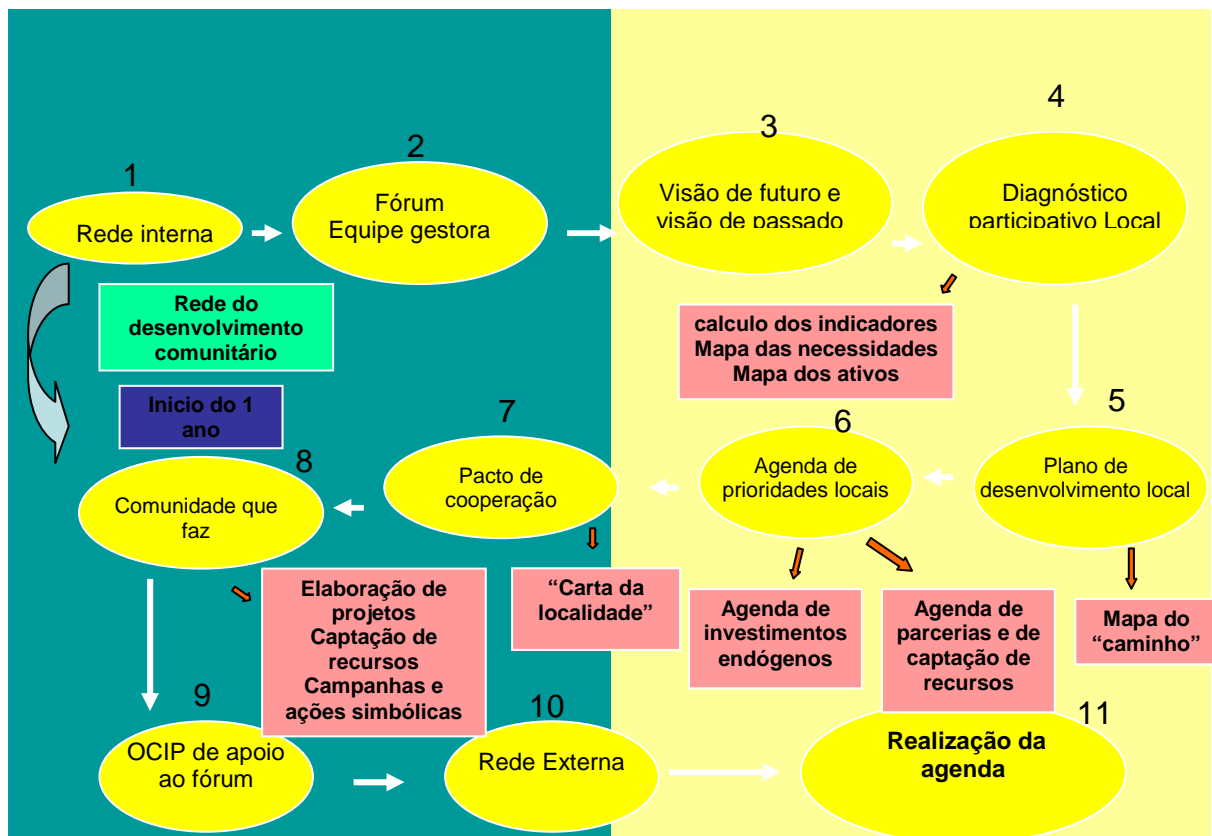 1
Rede interna
2
Fórum
Equipe gestora
3
Visão de futuro e
visão de passado
4
Diagnóstico
participativo Local
Rede do
desenvolvimento
comunitário
Inicio do 1
ano
calculo dos indicadores
Mapa das necessidades
Mapa dos ativos
5
Plano de
desenvolvimento local
Mapa do
“caminho”
6
Agenda de
prioridades locais
Agenda de
investimentos
endógenos
Agenda de
parcerias e de
captação de
recursos
7
Pacto de
cooperação
“Carta da
localidade”
8
Comunidade que
faz
Elaboração de
projetos
Captação de
recursos
Campanhas e
ações simbólicas
9
OCIP de apoio
ao fórum
10
Rede Externa
11
Realização da
agenda